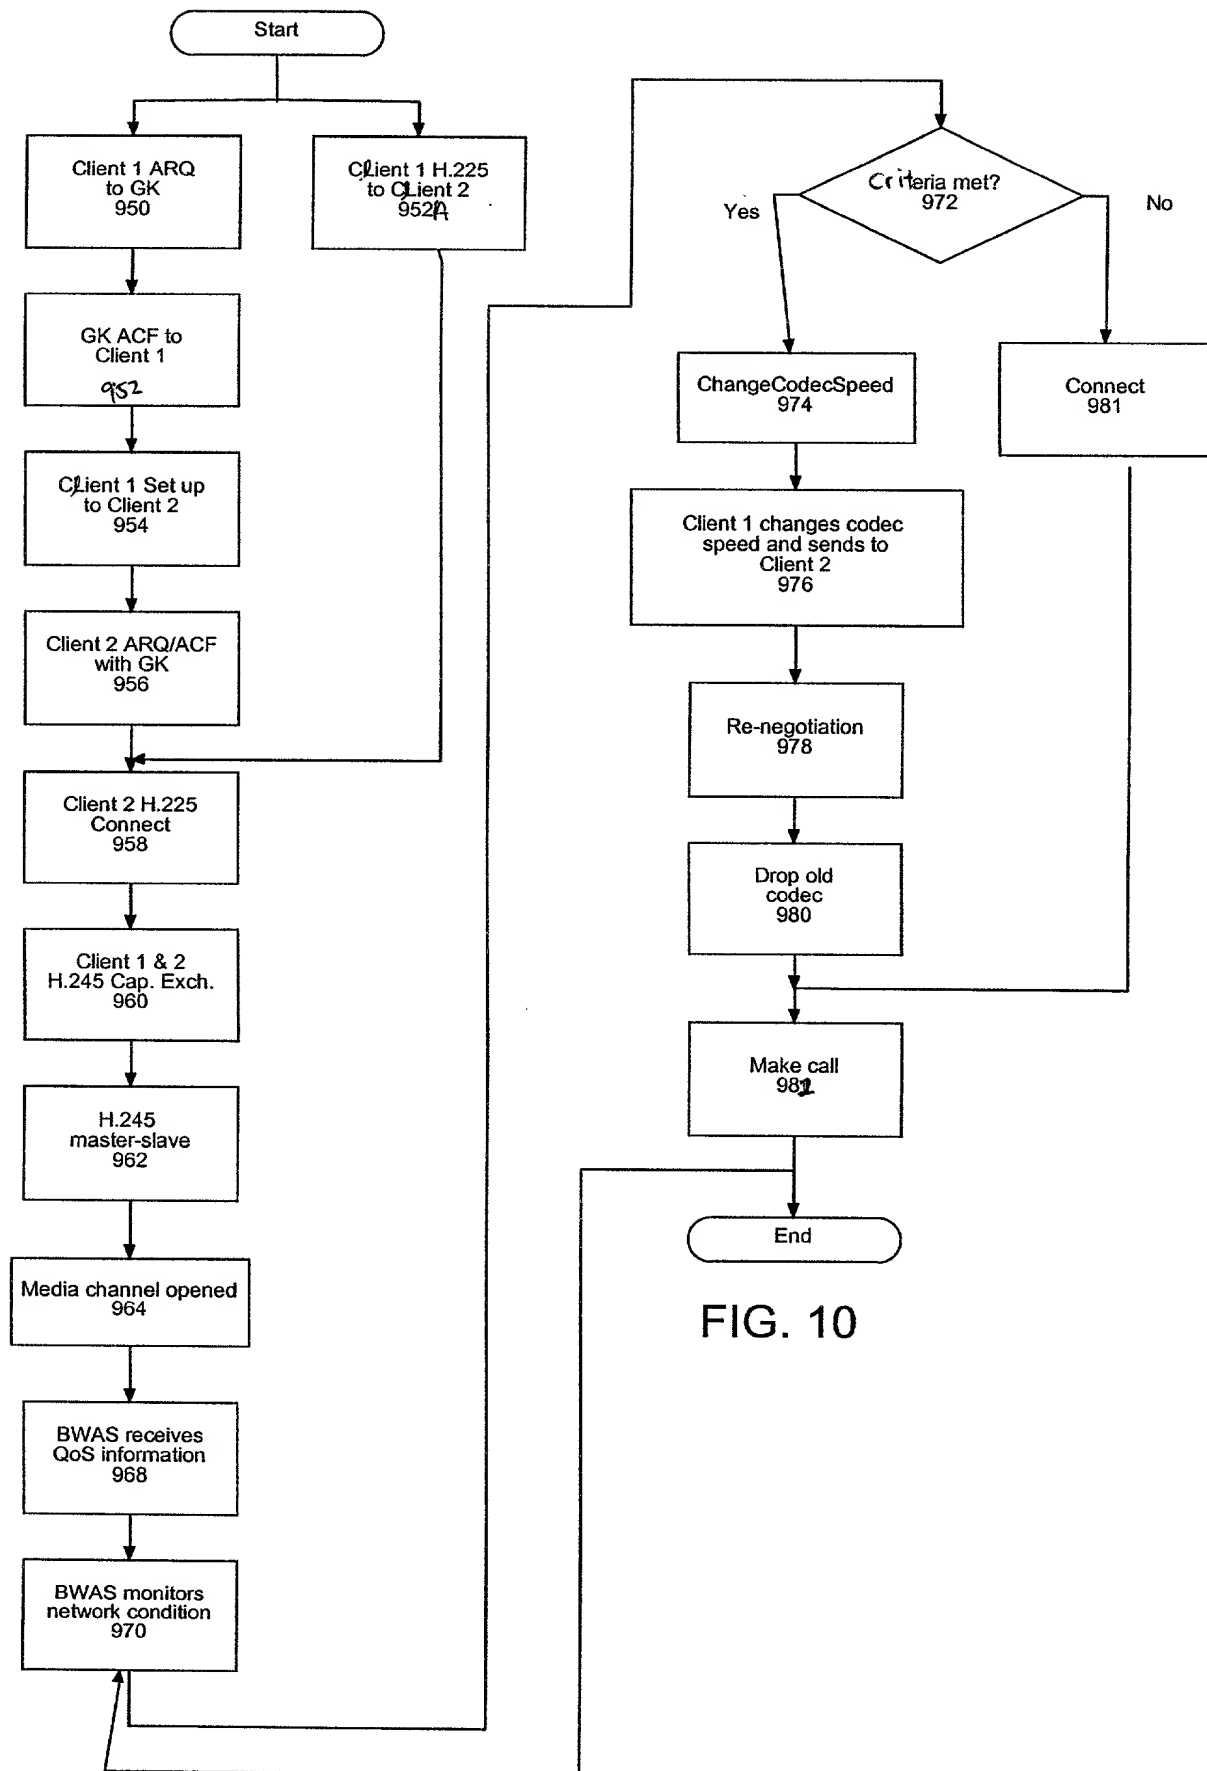 Start
Client 1 ARQ
to GK
950
Client 1 H.225
to Client 2
952A
GK ACF to
Client 1
952
Client 1 Set up
to Client 2
954
Client 2 ARQ/ACF
with GK
956
Client 2 H.225
Connect
958
Client 1 & 2
H.245 Cap. Exch.
960
H.245
master-slave
962
Media channel opened
964
BWAS receives
QoS information
968
BWAS monitors
network condition
970
Criteria met?
972
Yes
No
ChangeCodecSpeed
974
Connect
981
Client 1 changes codec
speed and sends to
Client 2
976
Re-negotiation
978
Drop old
codec
980
Make call
982
End
FIG. 10